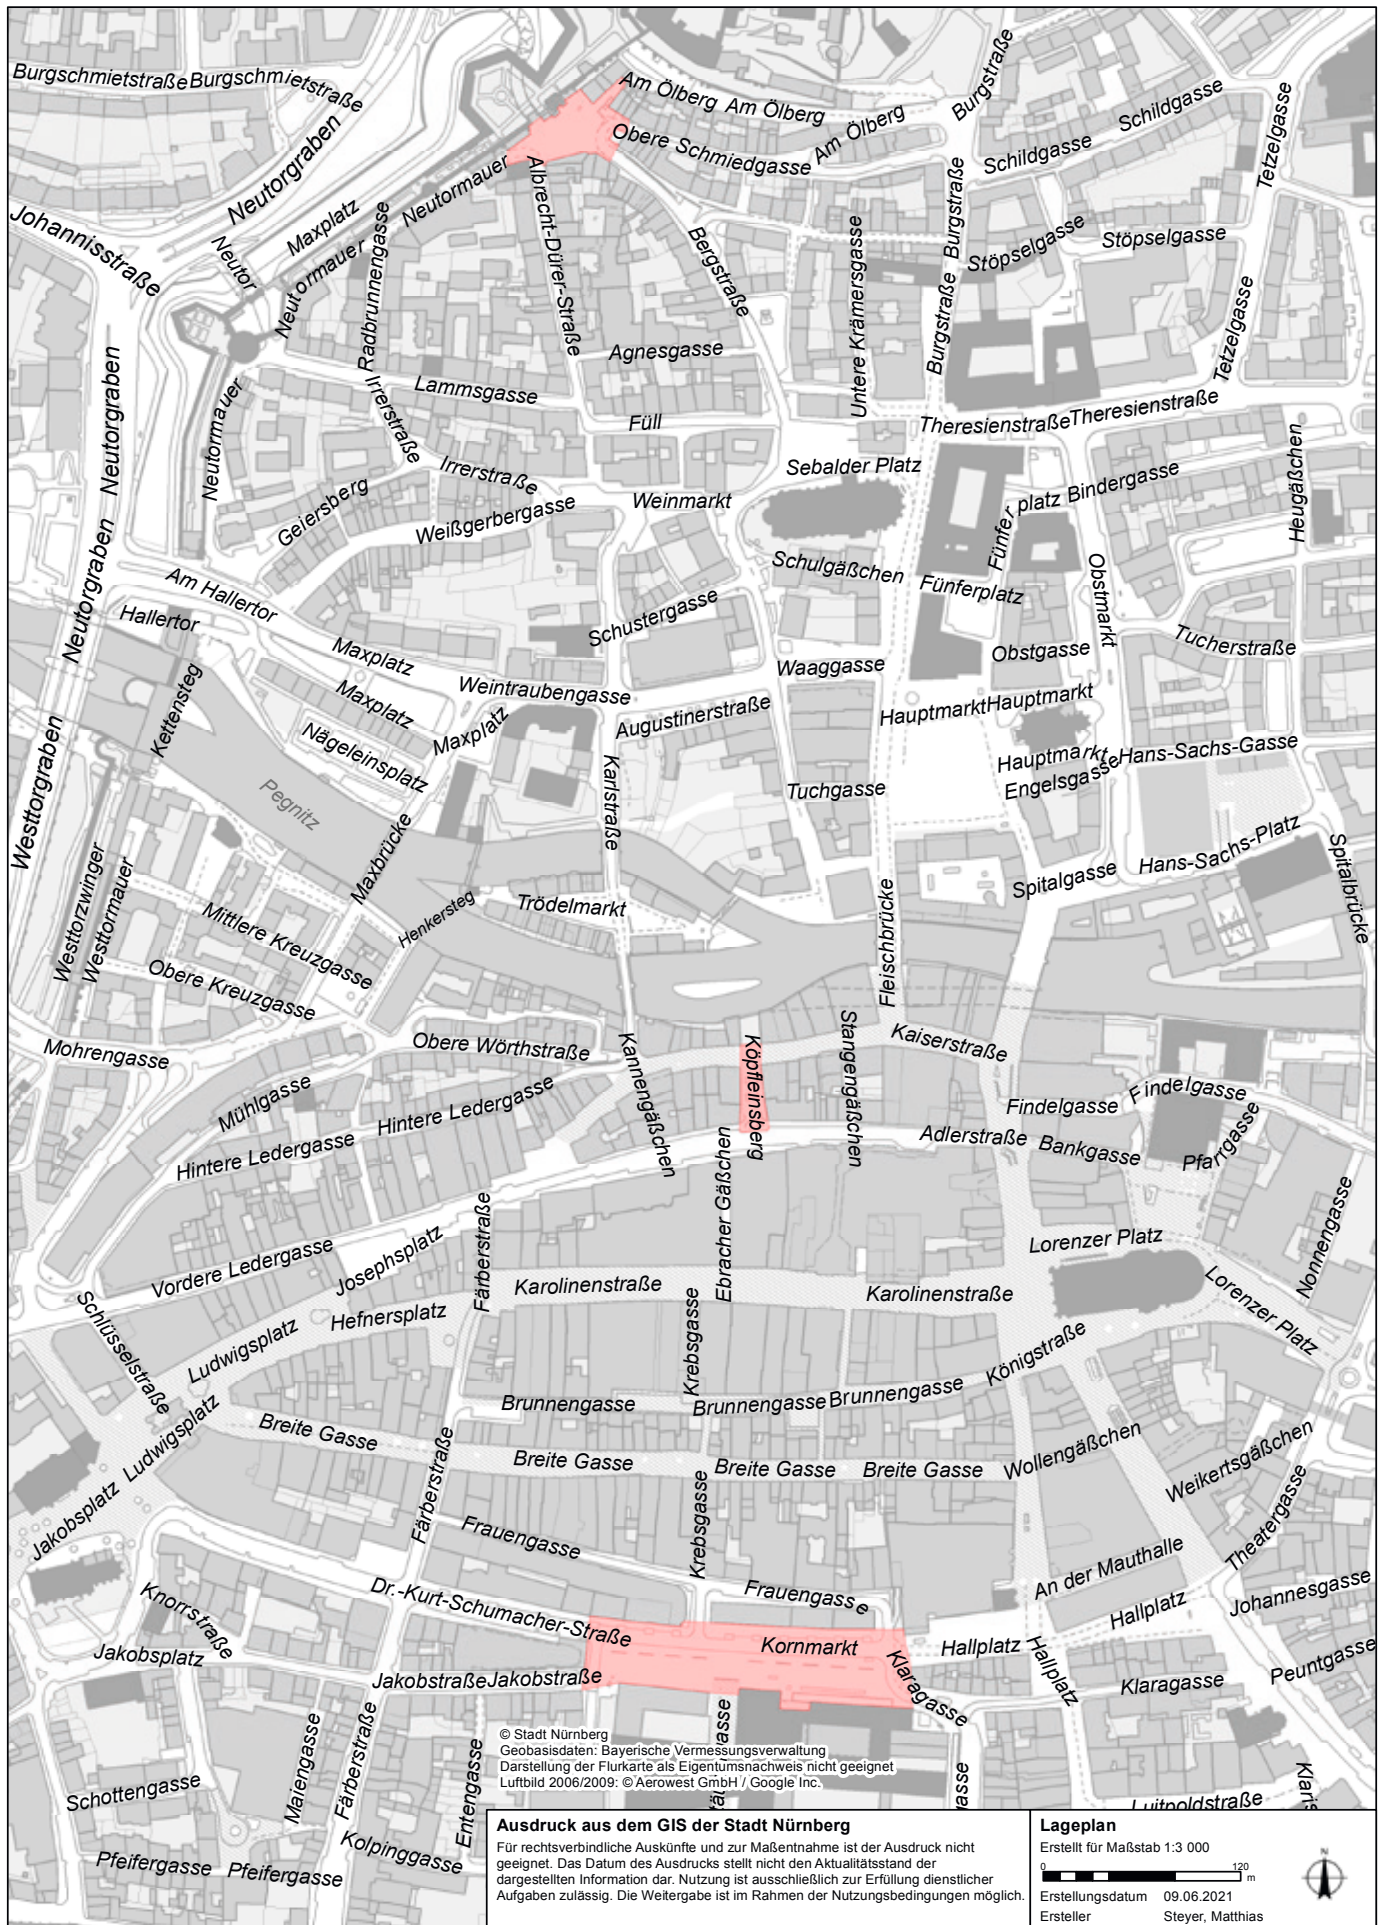 Burgschmietstraße
Burgschmietstraße
Neutorgraben
Am Ölberg
Am Ölberg
Am Ölberg
Burgstraße
Schildgasse
Schildgasse
Tetzelgasse
Obere Schmiedgasse
Johannisstraße
Neutor
Maxplatz
Neutormauer
Neutormauer
Albrecht-Dürer-Straße
Radbrunnengasse
Bergstraße
Untere Krämersgasse
Burgstraße
Burgstraße
Stöpselgasse
Stöpselgasse
Tetzelgasse
Agnesgasse
Lammsgasse
Füll
Irrerstraße
Irrerstraße
Neutormauer
Neutorgraben
Neutorgraben
Neutorgraben
Neutorgraben
Theresienstraße
Theresienstraße
Sebalder Platz
Weinmarkt
Geiersberg
Weißgerbergasse
Fünfer platz
Bindergasse
Heugäßchen
Schulgäßchen
Fünferplatz
Obstmarkt
Am Hallertor
Hallertor
Schustergasse
Maxplatz
Maxplatz
Waaggasse
Obstgasse
Tucherstraße
Kettensteg
Weintraubengasse
Augustinerstraße
Hauptmarkt
Hauptmarkt
Hauptmarkt
Nägeleinsplatz
Maxplatz
Engelsgasse
Hans-Sachs-Gasse
Westtorgraben
Westtorgraben
Pegnitz
Karlstraße
Tuchgasse
Maxbrücke
Hans-Sachs-Platz
Spitalgasse
Spitalbrücke
Westtorzwinger
Westtormauer
Mittlere Kreuzgasse
Henkersteg
Trödelmarkt
Fleischbrücke
Obere Kreuzgasse
Mohrengasse
Obere Wörthstraße
Kannengäßchen
Köpfleinsberg
Stangengäßchen
Kaiserstraße
Mühlgasse
Hintere Ledergasse
Hintere Ledergasse
Findelgasse
Findelgasse
Adlerstraße
Bankgasse
Pfarrgasse
Ebracher Gäßchen
Färberstraße
Nonnengasse
Vordere Ledergasse
Josephsplatz
Lorenzer Platz
Lorenzer Platz
Karolinenstraße
Karolinenstraße
Hefnersplatz
Schlüsselstraße
Ludwigsplatz
Ludwigsplatz
Krebsgasse
Königstraße
Brunnengasse
Brunnengasse
Brunnengasse
Breite Gasse
Breite Gasse
Breite Gasse
Breite Gasse
Wollengäßchen
Weikertsgäßchen
Färberstraße
Krebsgasse
Jakobsplatz
Frauengasse
Frauengasse
Theatergasse
An der Mauthalle
Dr.-Kurt-Schumacher-Straße
Knorrstraße
Johannesgasse
Hallplatz
Hallplatz
Hallplatz
Kornmarkt
Klaragasse
Klaragasse
Peuntgasse
Jakobsplatz
Jakobstraße
Jakobstraße
Färberstraße
Maiengasse
Entengasse
Schottengasse
Pfeifergasse
Pfeifergasse
Kolpinggasse
gasse
gasse
Luitpoldstraße
Klaris
© Stadt Nürnberg
Geobasisdaten: Bayerische Vermessungsverwaltung
Darstellung der Flurkarte als Eigentumsnachweis nicht geeignet
Luftbild 2006/2009: © Aerowest GmbH / Google Inc.
Ausdruck aus dem GIS der Stadt Nürnberg
Für rechtsverbindliche Auskünfte und zur Maßentnahme ist der Ausdruck nicht
geeignet. Das Datum des Ausdrucks stellt nicht den Aktualitätsstand der
dargestellten Information dar. Nutzung ist ausschließlich zur Erfüllung dienstlicher
Aufgaben zulässig. Die Weitergabe ist im Rahmen der Nutzungsbedingungen möglich.
Lageplan
Erstellt für Maßstab 1:3 000
0 120
m
Erstellungsdatum 09.06.2021
Ersteller Steyer, Matthias
N